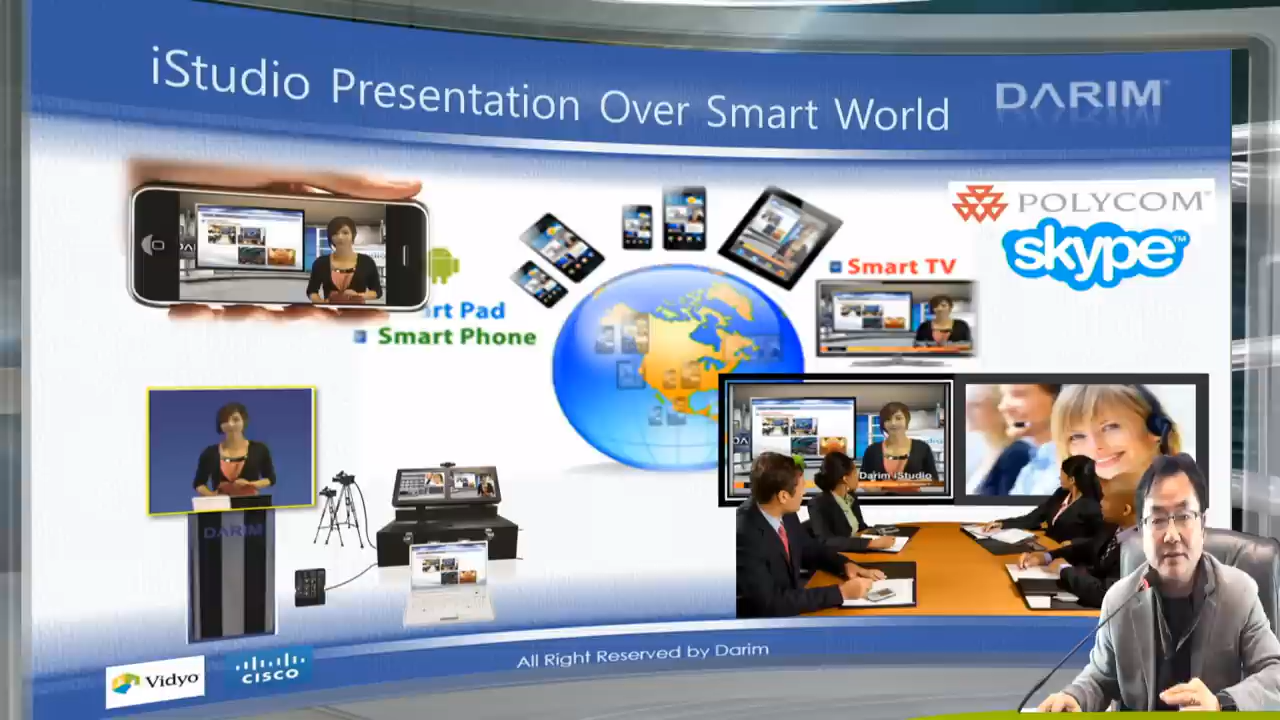 iStudio Presentation Over Smart World
DARIM
POLYCOM
skype™
Smart TV
rt Pad
Smart Phone
Darim iStudio
DARIM
Vidyo
CISCO
All Right Reserved by Darim